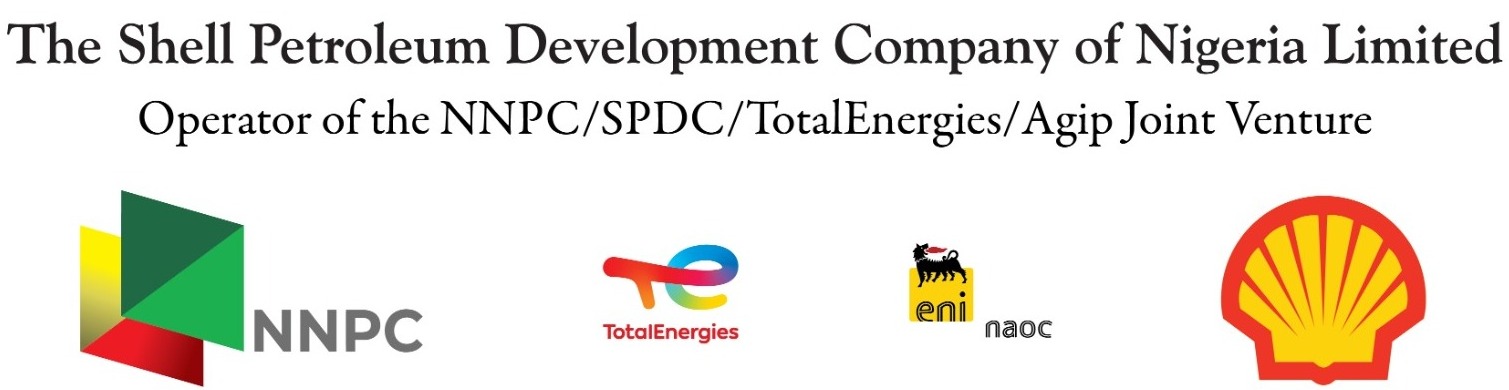 The Shell Petroleum Development Company of Nigeria Limited
Operator of the NNPC/SPDC/TotalEnergies/Agip Joint Venture
NNPC
TotalEnergies
eni
naoc